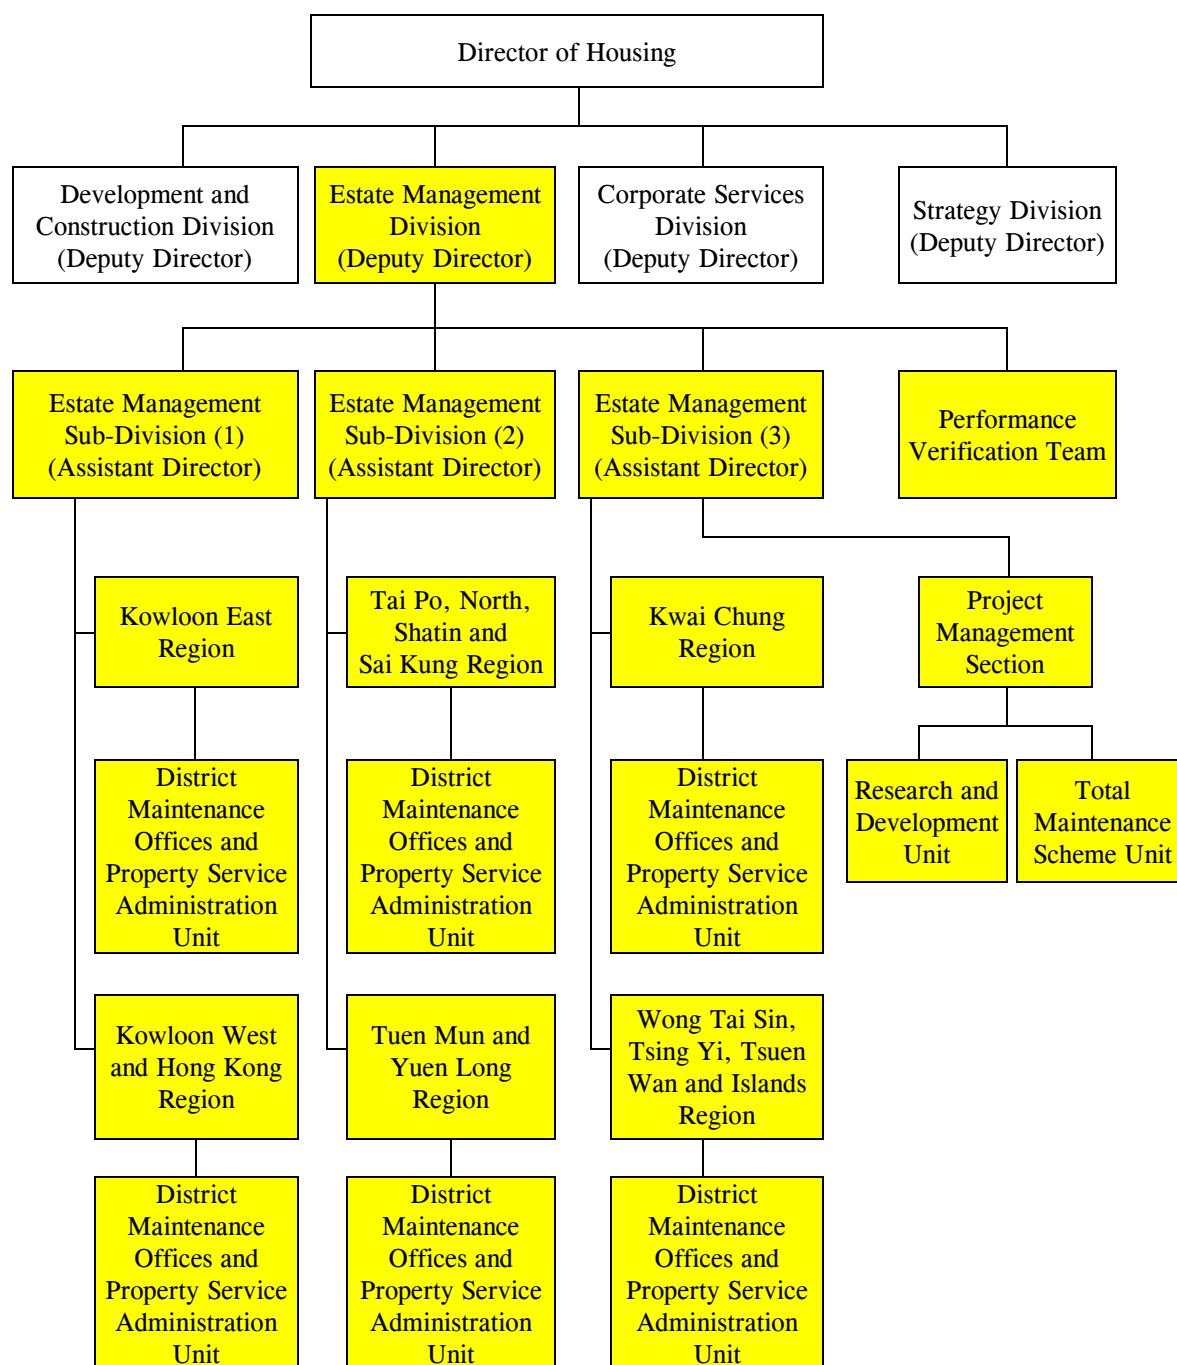 Director of Housing
Development and
Construction Division
(Deputy Director)
Estate Management
Division
(Deputy Director)
Corporate Services
Division
(Deputy Director)
Strategy Division
(Deputy Director)
Estate Management
Sub-Division (1)
(Assistant Director)
Estate Management
Sub-Division (2)
(Assistant Director)
Estate Management
Sub-Division (3)
(Assistant Director)
Performance
Verification Team
Kowloon East
Region
Tai Po, North,
Shatin and
Sai Kung Region
Kwai Chung
Region
Project
Management
Section
District
Maintenance
Offices and
Property Service
Administration
Unit
District
Maintenance
Offices and
Property Service
Administration
Unit
District
Maintenance
Offices and
Property Service
Administration
Unit
Research and
Development
Unit
Total
Maintenance
Scheme Unit
Kowloon West
and Hong Kong
Region
Tuen Mun and
Yuen Long
Region
Wong Tai Sin,
Tsing Yi, Tsuen
Wan and Islands
Region
District
Maintenance
Offices and
Property Service
Administration
Unit
District
Maintenance
Offices and
Property Service
Administration
Unit
District
Maintenance
Offices and
Property Service
Administration
Unit